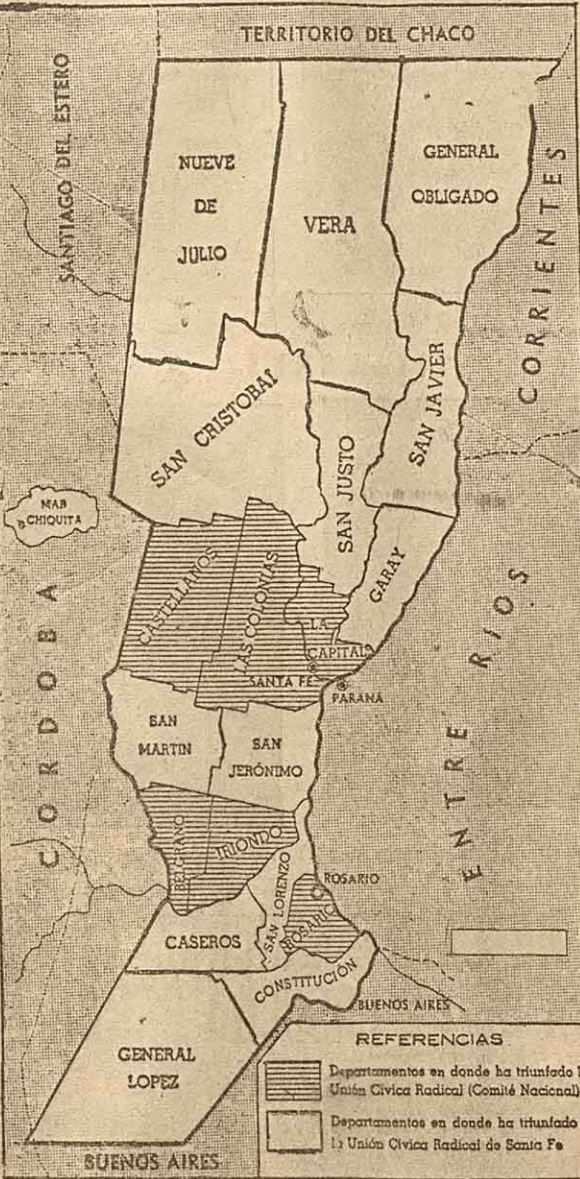 TERRITORIO DEL CHACO
SANTIAGO DEL ESTERO
NUEVE
DE
JULIO
VERA
GENERAL
OBLIGADO
CORRIENTES
SAN CRISTOBAL
SAN JUSTO
SAN JAVIER
MAR
CHIQUITA
CORDOBA
CASTELLANOS
LAS COLONIAS
LA
CAPITAL
GARAY
SANTA FE
PARANA
ENTRE RIOS
SAN
MARTIN
SAN
JERÓNIMO
BELGRANO
IRIONDO
SAN LORENZO
ROSARIO
ROSARIO
CASEROS
CONSTITUCIÓN
BUENOS AIRES
GENERAL
LOPEZ
BUENOS AIRES
REFERENCIAS
Departamentos en donde ha triunfado l
Unión Cívica Radical (Comité Nacional)
Departamentos en donde ha triunfado
la Unión Cívica Radical de Santa Fe